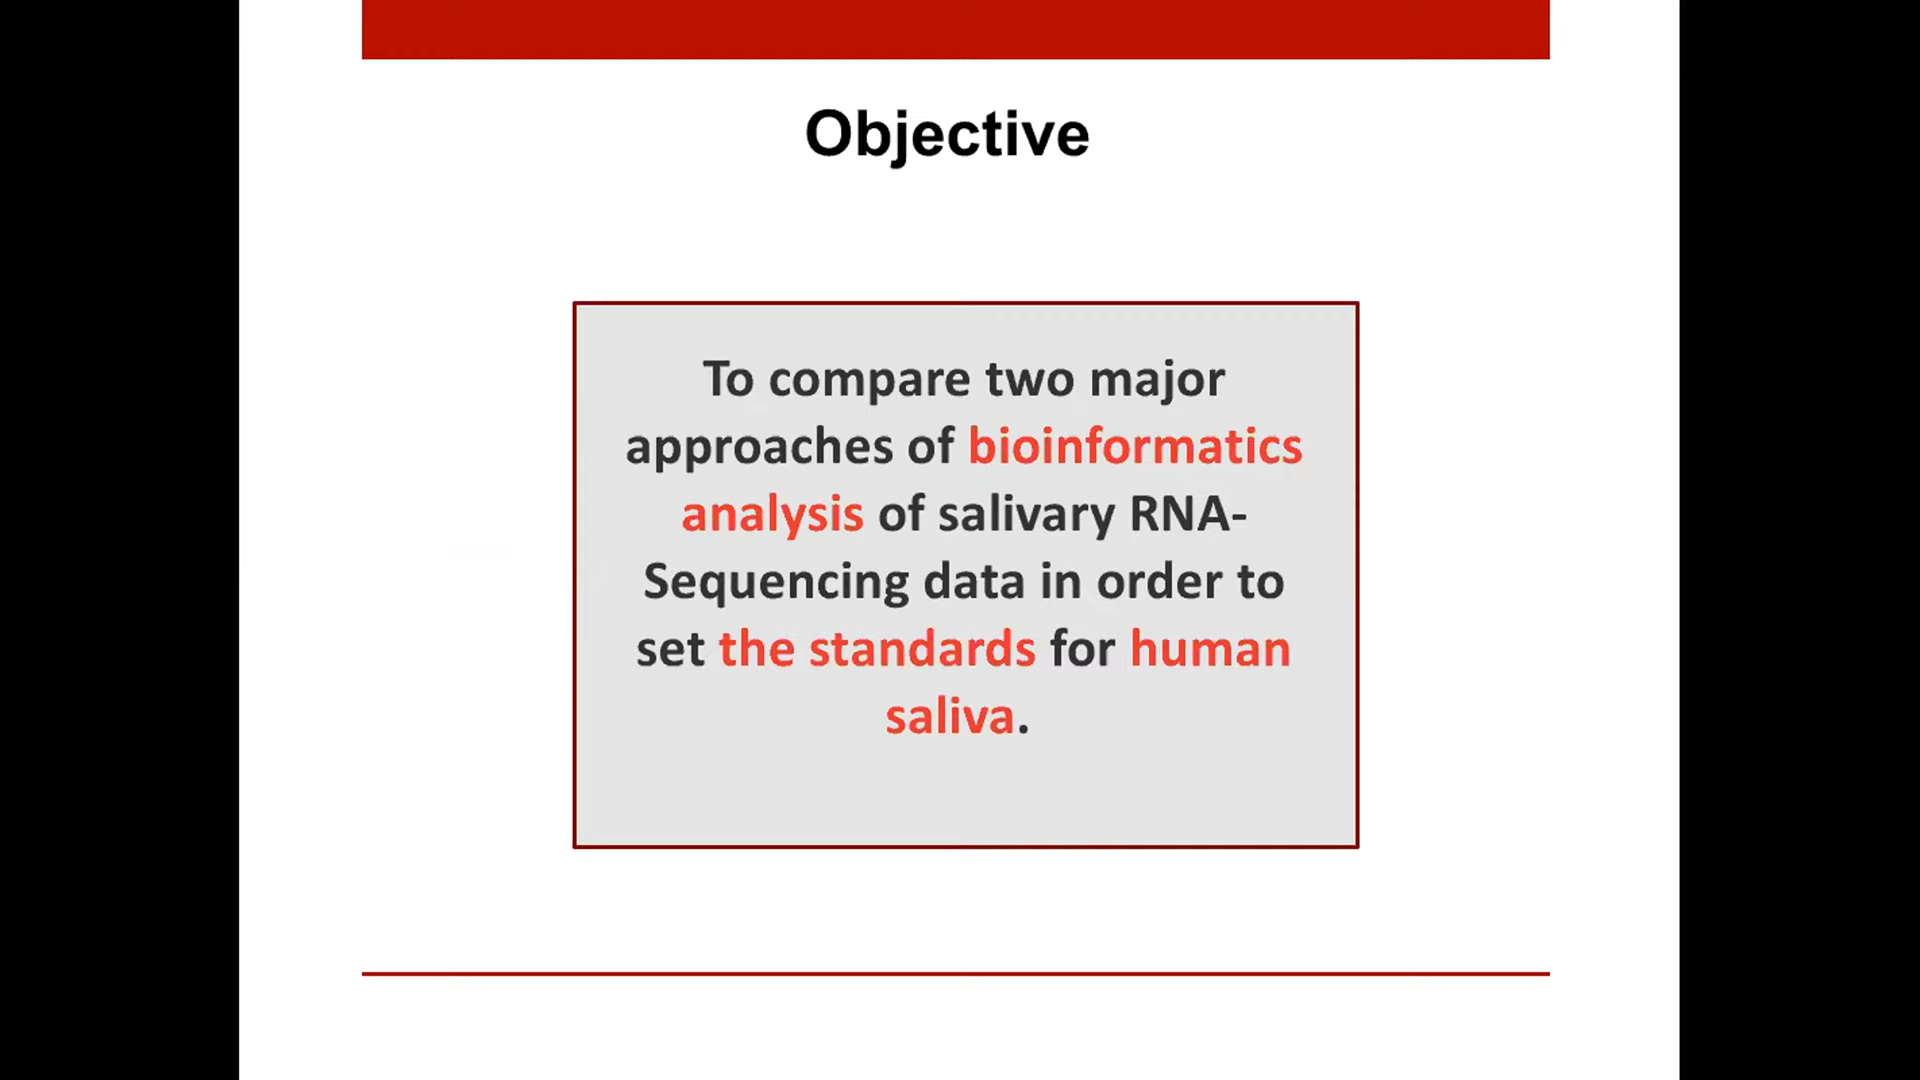 Objective
To compare two major
approaches of bioinformatics
analysis of salivary RNA-
Sequencing data in order to
set the standards for human
saliva.